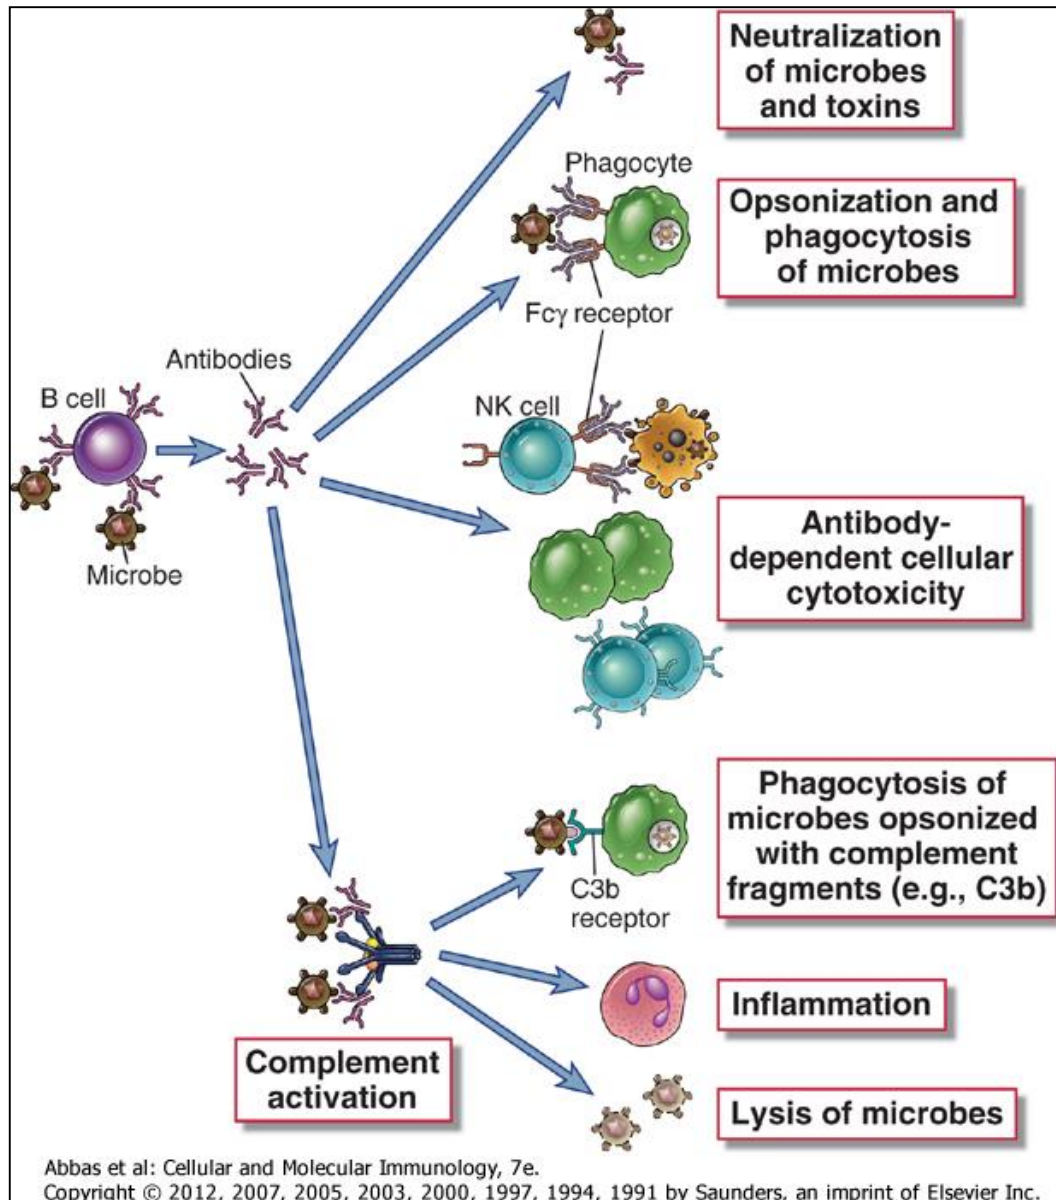 Neutralization
of microbes
and toxins
Phagocyte
Opsonization and
phagocytosis
of microbes
Fcγ receptor
Antibodies
B cell
NK cell
Microbe
Antibody-
dependent cellular
cytotoxicity
Phagocytosis of
microbes opsonized
with complement
fragments (e.g., C3b)
C3b
receptor
Inflammation
Complement
activation
Lysis of microbes
Abbas et al: Cellular and Molecular Immunology, 7e.
Copyright © 2012, 2007, 2005, 2003, 2000, 1997, 1994, 1991 by Saunders, an imprint of Elsevier Inc.